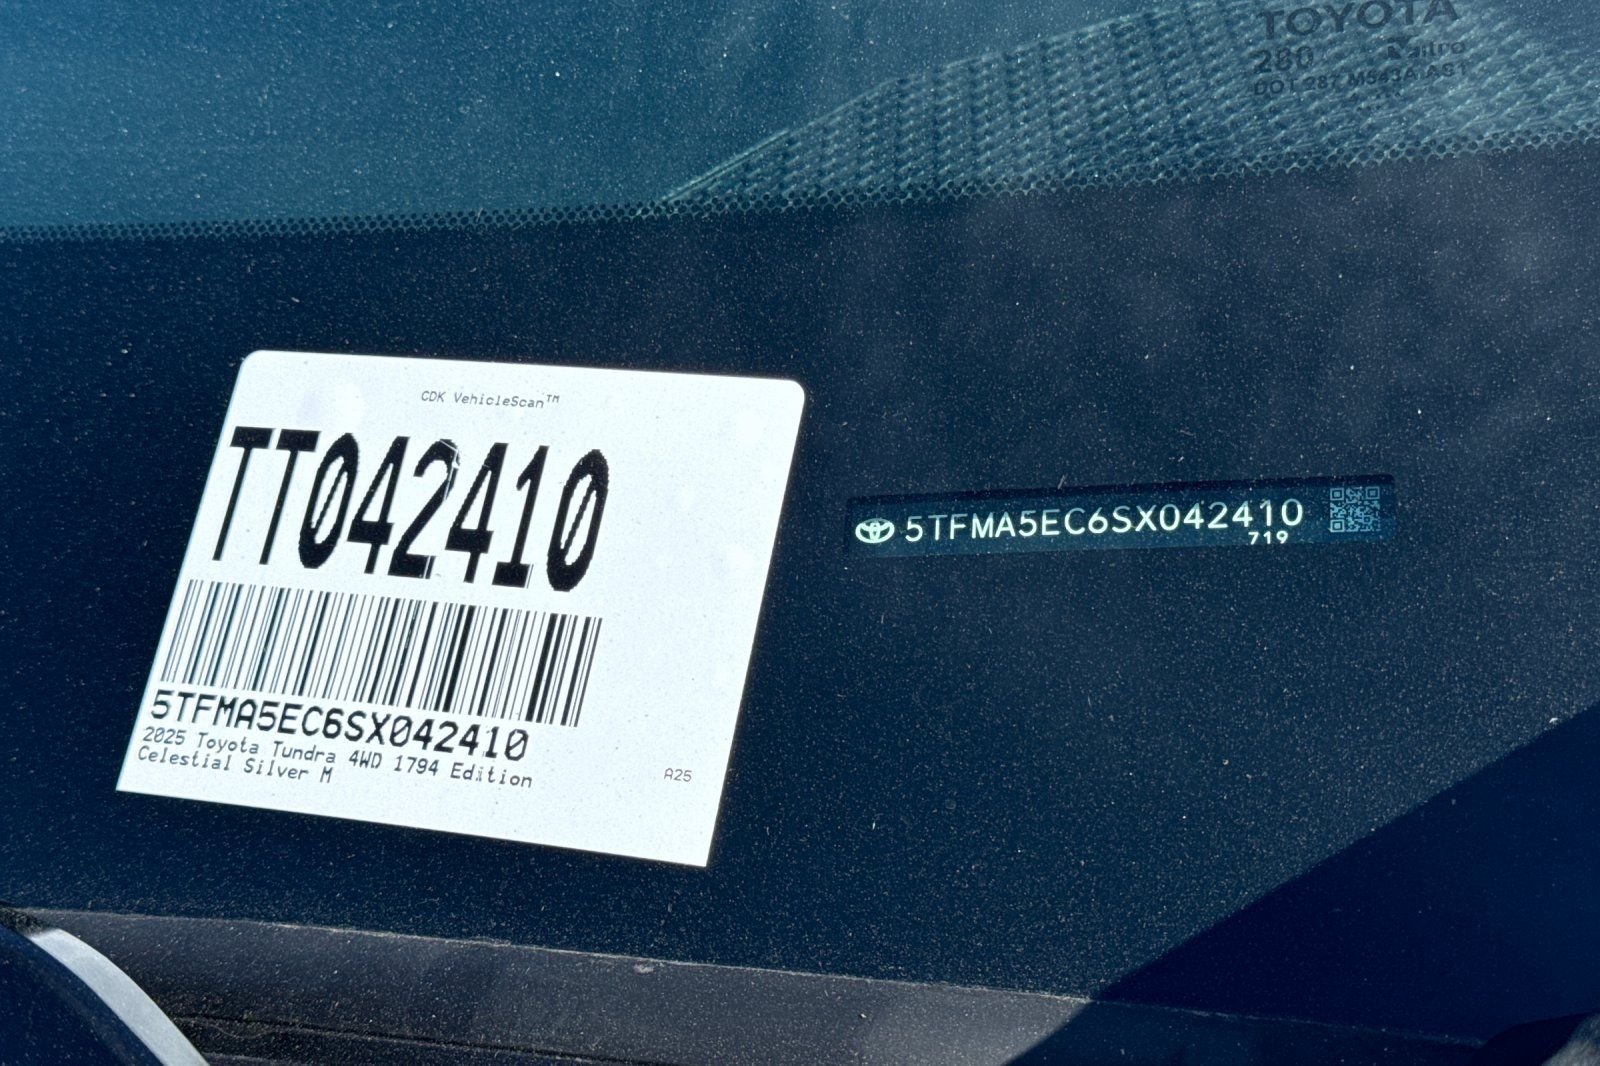 TOYOTA
280
DOT 287 M543A AS1
CDK VehicleScan™
TT042410
5TFMA5EC6SX042410
2025 Toyota Tundra 4WD 1794 Edition
Celestial Silver M
A25
5TFMA5EC6SX042410
719